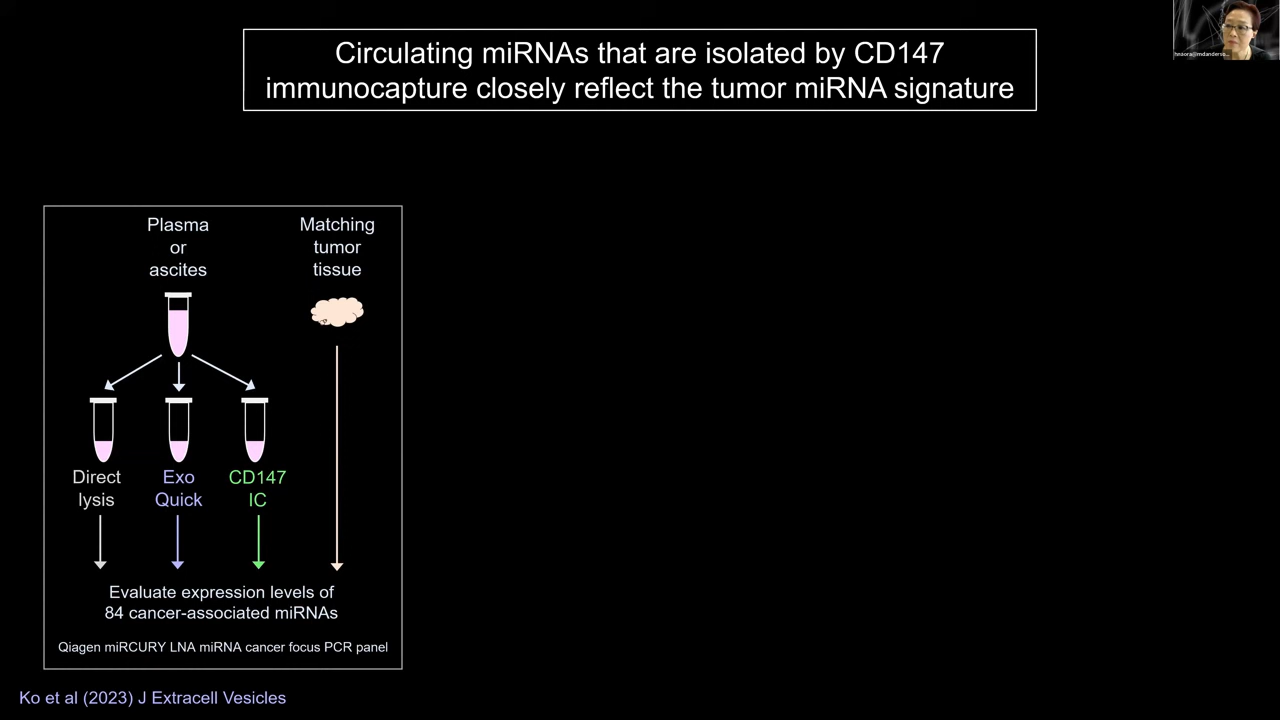 Circulating miRNAs that are isolated by CD147
immunocapture closely reflect the tumor miRNA signature
hnaora@mdanderso...
Plasma
or
ascites
Matching
tumor
tissue
Direct
lysis
Exo
Quick
CD147
IC
Evaluate expression levels of
84 cancer-associated miRNAs
Qiagen miRCURY LNA miRNA cancer focus PCR panel
Ko et al (2023) J Extracell Vesicles